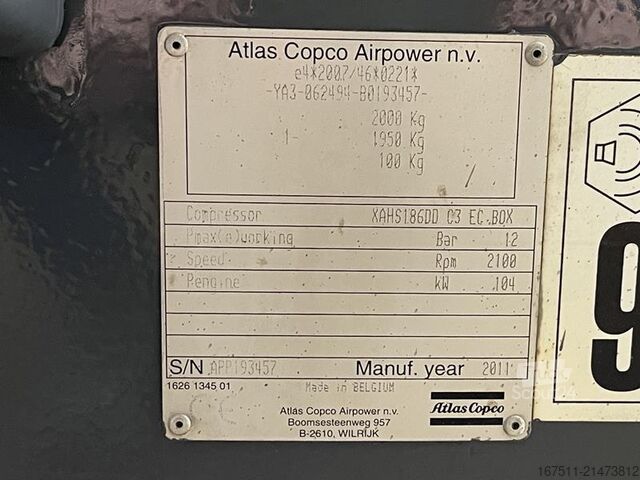 Atlas Copco Airpower n.v.
e4*2007/46*0221*
-YA3-062494-B0193457-
2000 Kg
1- 1950 Kg
100 Kg
/
Compressor XAHS186DD C3 EC BOX
Pmax(e)working Bar 12
Speed Rpm 2100
Pengine kW 104
S/N APP193457 Manuf. year 2011
1626 1345 01 Made in BELGIUM
CE
Atlas Copco Airpower n.v.
Boomsesteenweg 957
B-2610, WILRIJK
Atlas Copco
9
167511-21473812